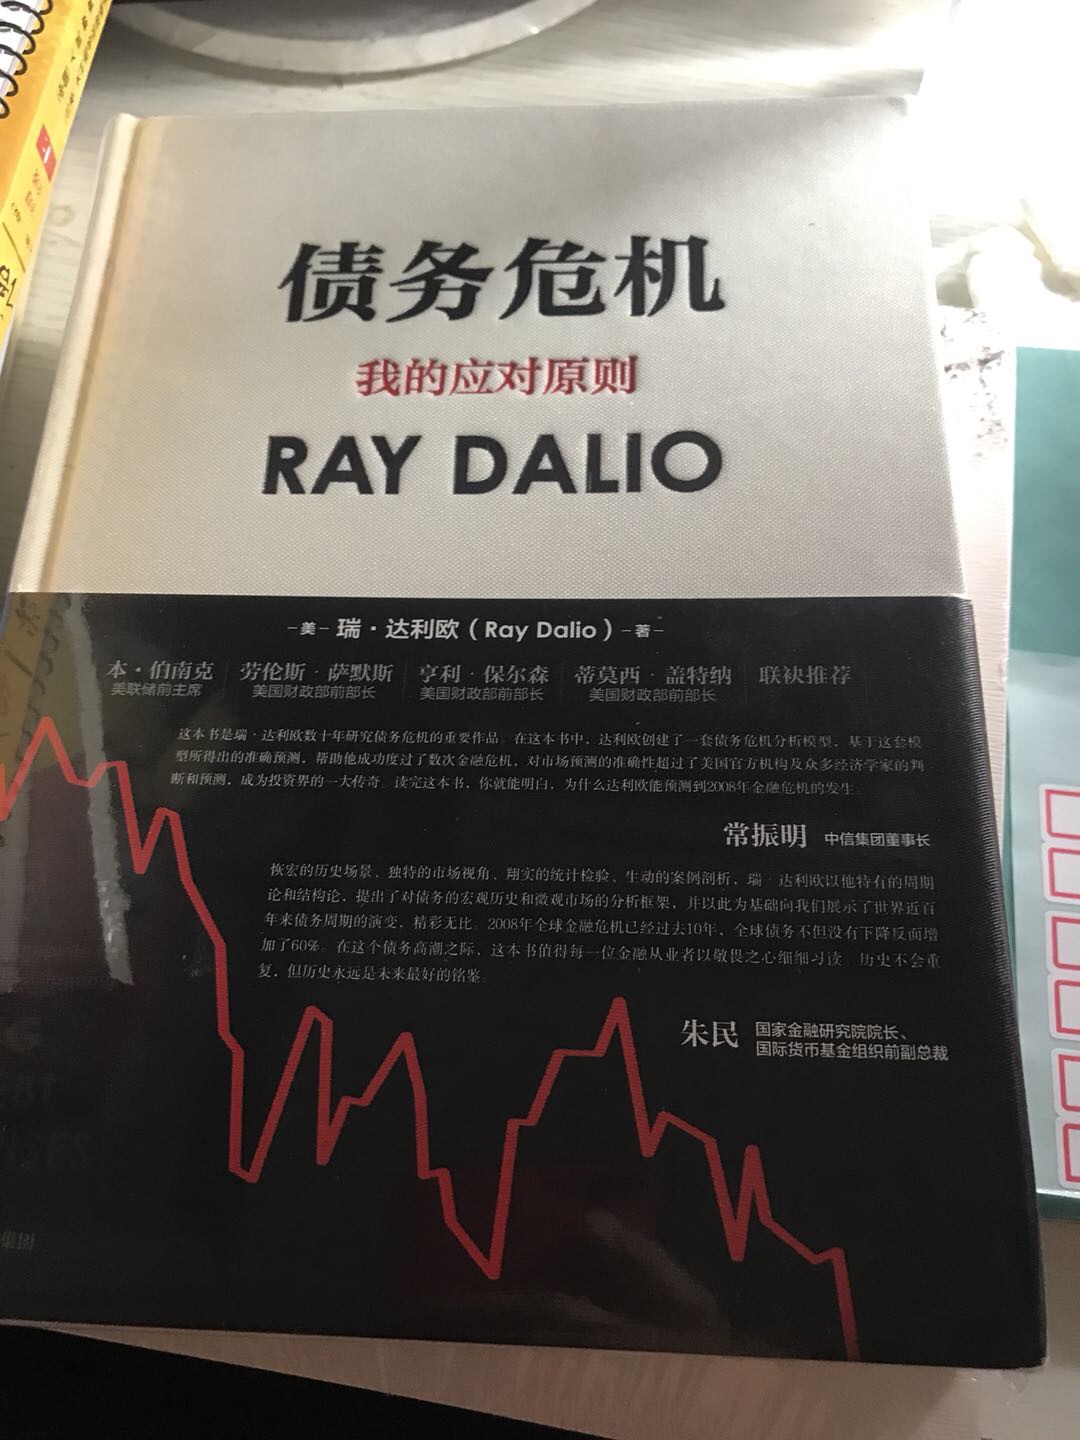 债务危机
我的应对原则
RAY DALIO
美 瑞·达利欧（Ray Dalio） 著
本·伯南克 劳伦斯·萨默斯 亨利·保尔森 蒂莫西·盖特纳 联袂推荐
美联储前主席 美国财政部前部长 美国财政部前部长 美国财政部前部长
这本书是瑞·达利欧数十年研究债务危机的重要作品。在这本书中，达利欧创建了一套债务危机分析模型，基于这套模
型所得出的准确预测，帮助他成功度过了数次金融危机，对市场预测的准确性超过了美国官方机构及众多经济学家的判
断和预测，成为投资界的一大传奇。读完这本书，你就能明白，为什么达利欧能预测到2008年金融危机的发生。
常振明 中信集团董事长
恢宏的历史场景、独特的市场视角、翔实的统计检验、生动的案例剖析，瑞·达利欧以他特有的周期
论和结构论，提出了对债务的宏观历史和微观市场的分析框架，并以此为基础向我们展示了世界近百
年来债务周期的演变，精彩无比。2008年全球金融危机已经过去10年，全球债务不但没有下降反而增
加了60%。在这个债务高潮之际，这本书值得每一位金融从业者以敬畏之心细细习读。历史不会重
复，但历史永远是未来最好的铭鉴。
朱民 国家金融研究院院长、
国际货币基金组织前副总裁
集团